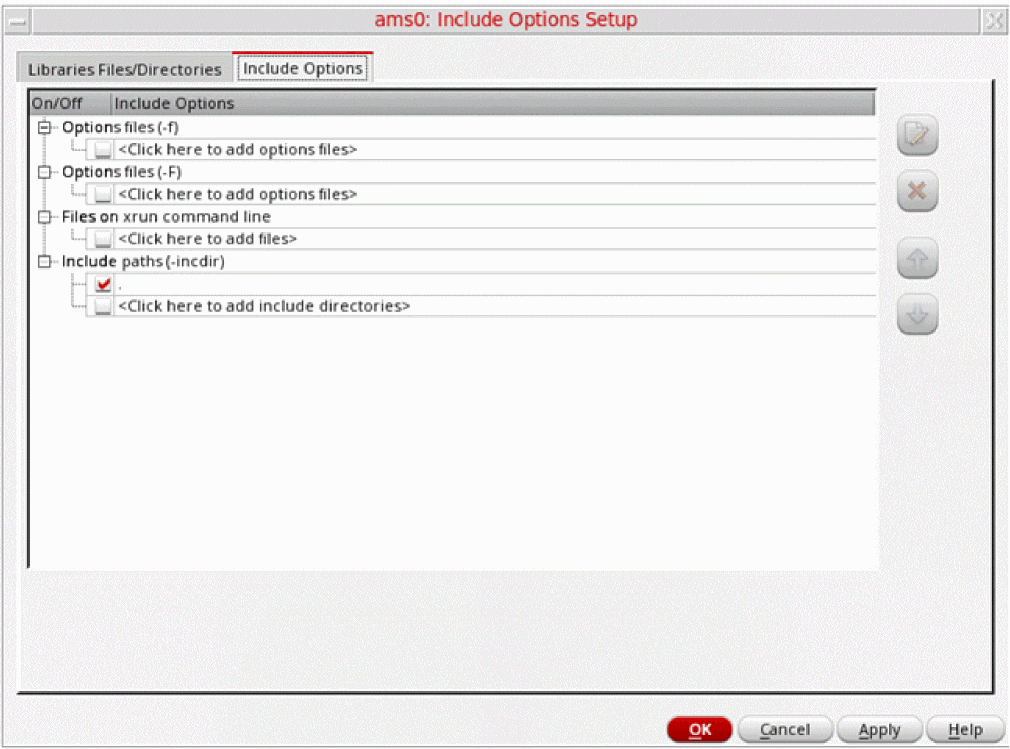 ams0: Include Options Setup
Libraries Files/Directories Include Options
On/Off Include Options
Options files (-f)
<Click here to add options files>
Options files (-F)
<Click here to add options files>
Files on xrun command line
<Click here to add files>
Include paths (-incdir)
.
<Click here to add include directories>
OK Cancel Apply Help